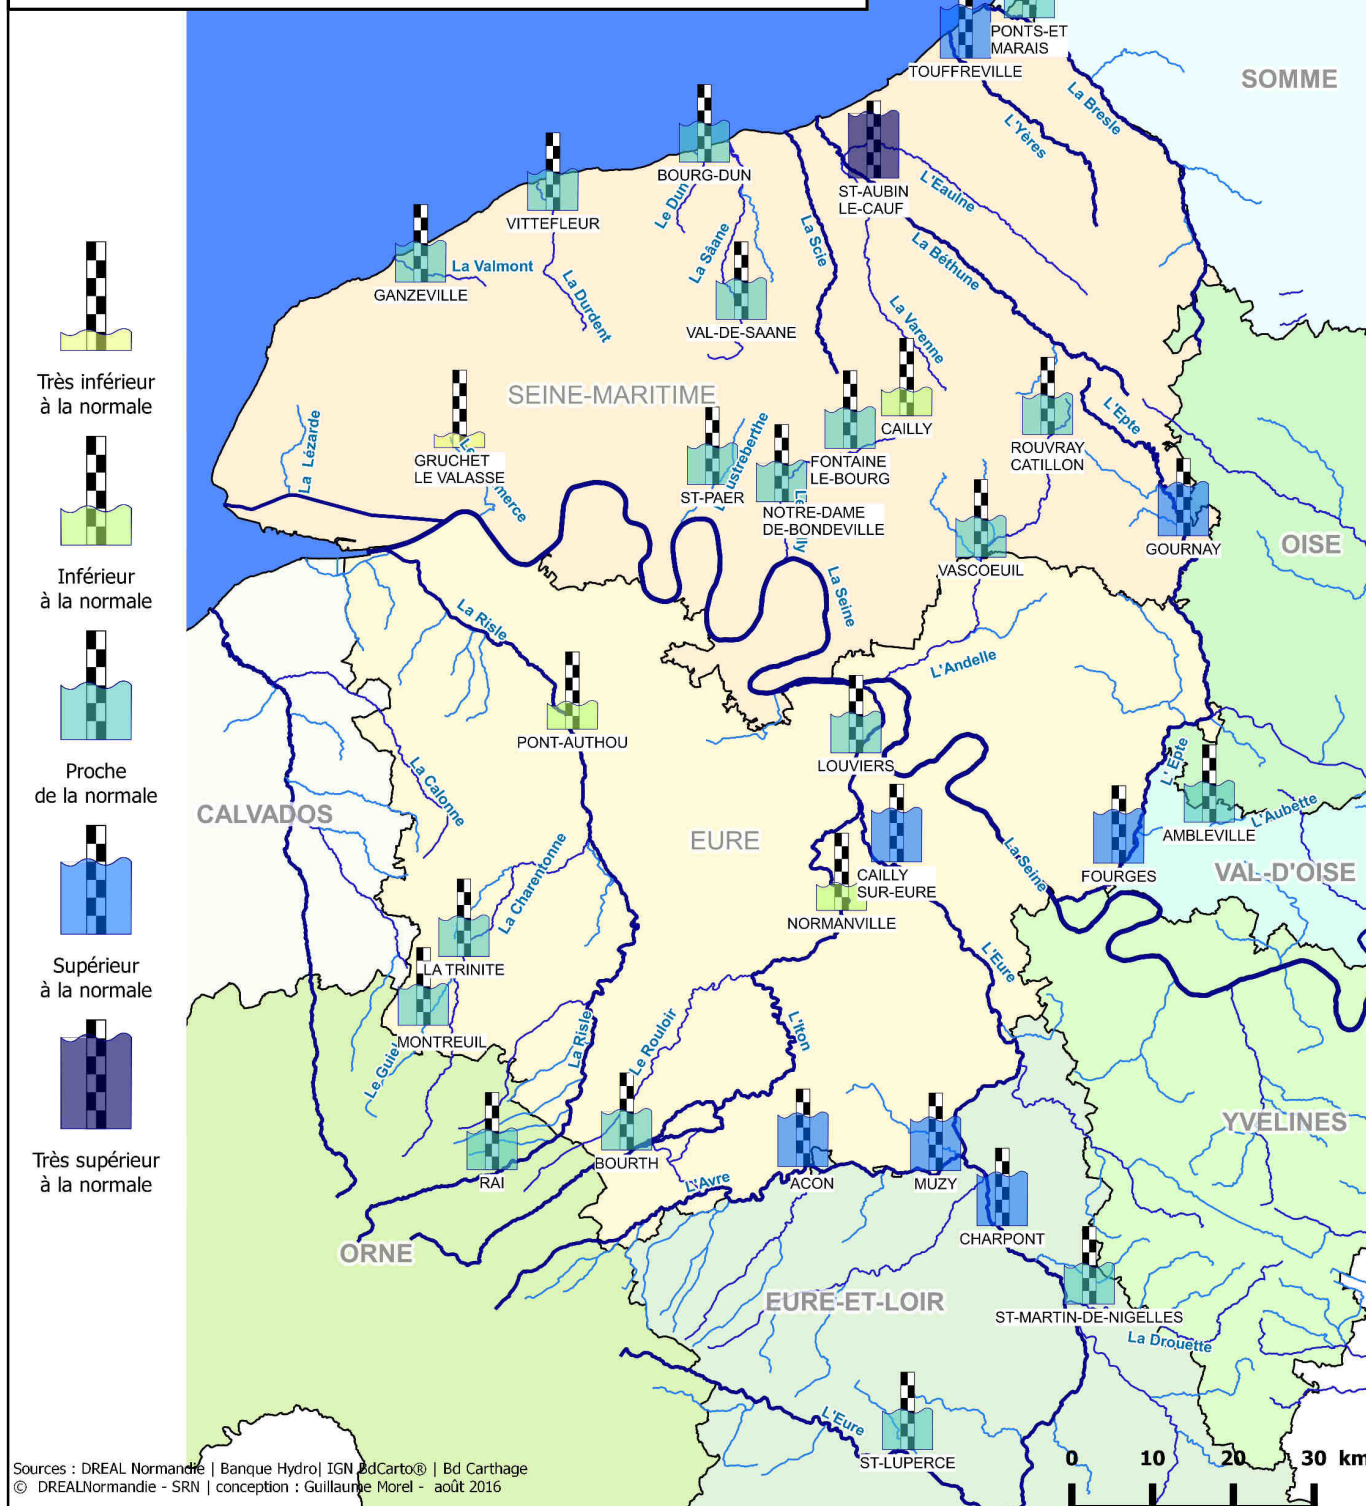 PONTS-ET
MARAIS
TOUFFREVILLE
SOMME
La Bresle
L'Yères
BOURG-DUN
ST-AUBIN
LE-CAUF
L'Eaulne
Le Dun
VITTEFLEUR
La Sâane
La Scie
La Béthune
La Valmont
GANZEVILLE
La Durdent
VAL-DE-SAANE
La Varenne
Très inférieur
à la normale
SEINE-MARITIME
CAILLY
L'Epte
La Lézarde
GRUCHET
LE VALASSE
ROUVRAY
CATILLON
FONTAINE
LE-BOURG
ST-PAER
NOTRE-DAME
DE-BONDEVILLE
GOURNAY
OISE
VASCOEUIL
Inférieur
à la normale
La Seine
La Risle
L'Andelle
PONT-AUTHOU
LOUVIERS
L'Epte
Proche
de la normale
La Calonne
CALVADOS
EURE
AMBLEVILLE
L'Aubette
La Seine
FOURGES
VAL-D'OISE
CAILLY
SUR-EURE
La Charentonne
NORMANVILLE
Supérieur
à la normale
LA TRINITE
L'Eure
MONTREUIL
La Risle
Le Rouloir
L'Iton
YVELINES
Très supérieur
à la normale
BOURTH
RAI
L'Avre
ACON
MUZY
CHARPONT
ORNE
EURE-ET-LOIR
ST-MARTIN-DE-NIGELLES
La Drouette
L'Eure
ST-LUPERCE
0 10 20 30 km
Sources : DREAL Normandie | Banque Hydro| IGN BdCarto® | Bd Carthage
© DREALNormandie - SRN | conception : Guillaume Morel - août 2016